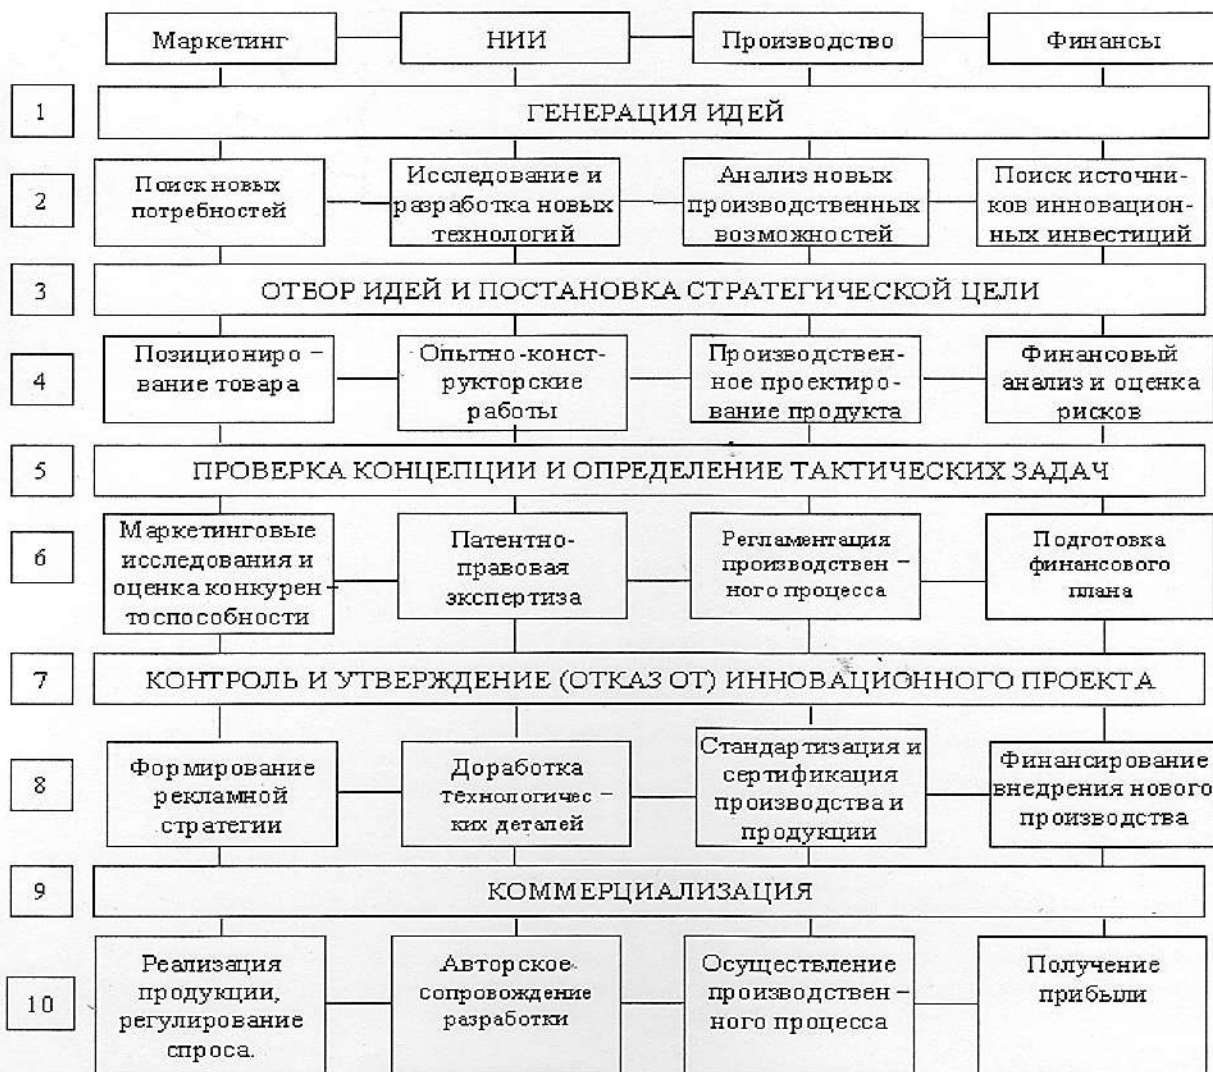 Маркетинг
НИИ
Производство
Финансы
1
ГЕНЕРАЦИЯ ИДЕЙ
2
Поиск новых
потребностей
Исследование и
разработка новых
технологий
Анализ новых
производственных
возможностей
Поиск источни-
ков инновацион-
ных инвестиций
3
ОТБОР ИДЕЙ И ПОСТАНОВКА СТРАТЕГИЧЕСКОЙ ЦЕЛИ
4
Позициониро –
вание товара
Опытно-конст-
рукторские
работы
Производствен-
ное проектиро-
вание продукта
Финансовый
анализ и оценка
рисков
5
ПРОВЕРКА КОНЦЕПЦИИ И ОПРЕДЕЛЕНИЕ ТАКТИЧЕСКИХ ЗАДАЧ
6
Маркетинговые
исследования и
оценка конкурен –
тоспособности
Патентно-
правовая
экспертиза
Регламентация
производствен –
ного процесса
Подготовка
финансового
плана
7
КОНТРОЛЬ И УТВЕРЖДЕНИЕ (ОТКАЗ ОТ) ИННОВАЦИОННОГО ПРОЕКТА
8
Формирование
рекламной
стратегии
Доработка
технологичес –
ких деталей
Стандартизация и
сертификация
производства и
продукции
Финансирование
внедрения нового
производства
9
КОММЕРЦИАЛИЗАЦИЯ
10
Реализация
продукции,
регулирование
спроса.
Авторское
сопровождение
разработки
Осуществление
производствен –
ного процесса
Получение
прибыли